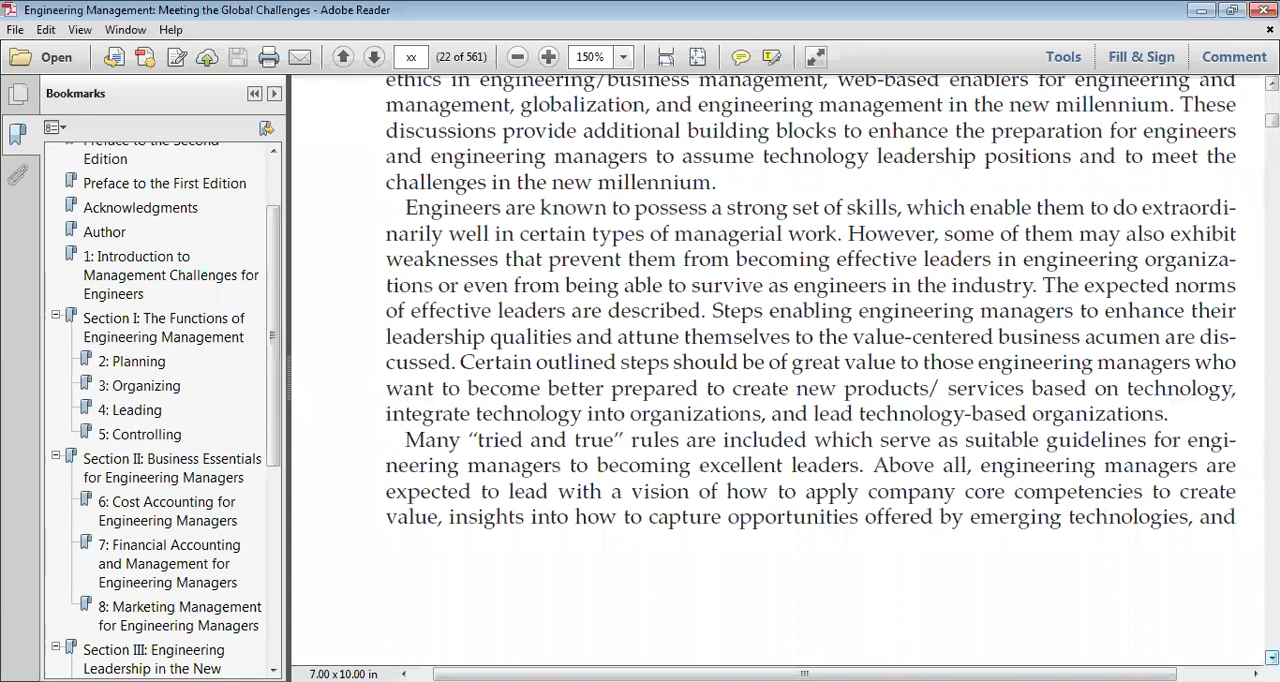 Engineering Management: Meeting the Global Challenges - Adobe Reader
File Edit View Window Help
Open
xx
(22 of 561)
150%
Tools
Fill & Sign
Comment
Bookmarks
Preface to the Second
Edition
Preface to the First Edition
Acknowledgments
Author
1: Introduction to
Management Challenges for
Engineers
Section I: The Functions of
Engineering Management
2: Planning
3: Organizing
4: Leading
5: Controlling
Section II: Business Essentials
for Engineering Managers
6: Cost Accounting for
Engineering Managers
7: Financial Accounting
and Management for
Engineering Managers
8: Marketing Management
for Engineering Managers
Section III: Engineering
Leadership in the New
ethics in engineering/business management, web-based enablers for engineering and
management, globalization, and engineering management in the new millennium. These
discussions provide additional building blocks to enhance the preparation for engineers
and engineering managers to assume technology leadership positions and to meet the
challenges in the new millennium.
Engineers are known to possess a strong set of skills, which enable them to do extraordi-
narily well in certain types of managerial work. However, some of them may also exhibit
weaknesses that prevent them from becoming effective leaders in engineering organiza-
tions or even from being able to survive as engineers in the industry. The expected norms
of effective leaders are described. Steps enabling engineering managers to enhance their
leadership qualities and attune themselves to the value-centered business acumen are dis-
cussed. Certain outlined steps should be of great value to those engineering managers who
want to become better prepared to create new products/ services based on technology,
integrate technology into organizations, and lead technology-based organizations.
Many “tried and true” rules are included which serve as suitable guidelines for engi-
neering managers to becoming excellent leaders. Above all, engineering managers are
expected to lead with a vision of how to apply company core competencies to create
value, insights into how to capture opportunities offered by emerging technologies, and
7.00 x 10.00 in